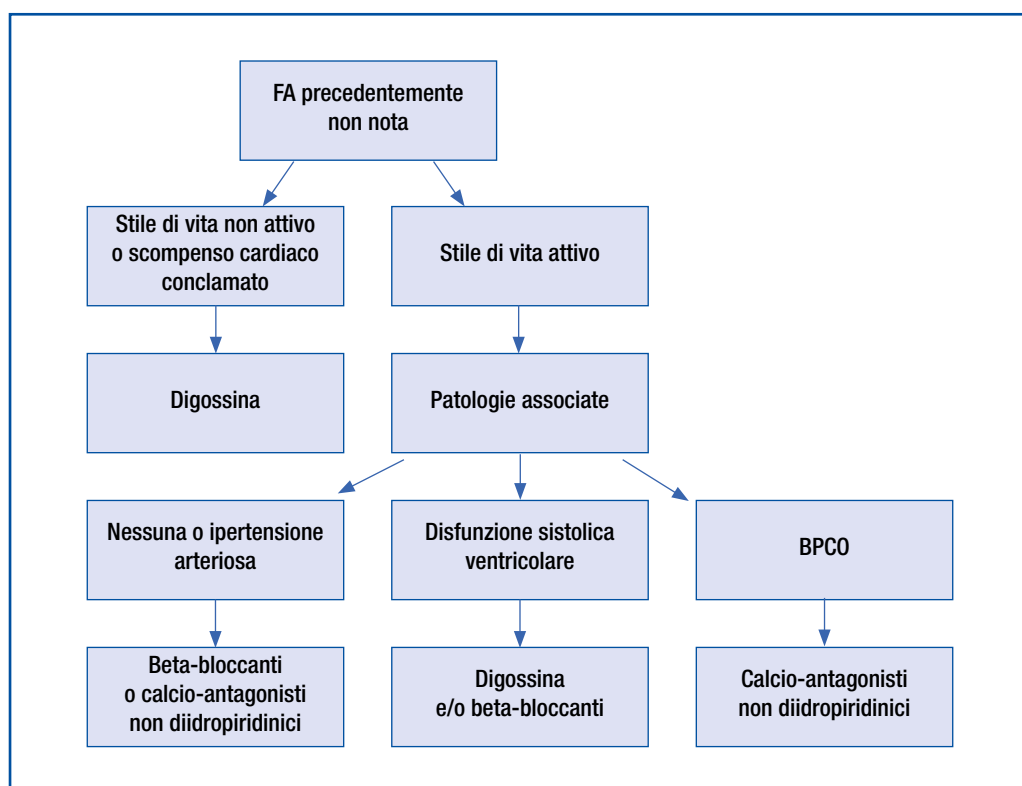 FA precedentemente
non nota
Stile di vita non attivo
o scompenso cardiaco
conclamato
Stile di vita attivo
Digossina
Patologie associate
Nessuna o ipertensione
arteriosa
Disfunzione sistolica
ventricolare
BPCO
Beta-bloccanti
o calcio-antagonisti
non diidropiridinici
Digossina
e/o beta-bloccanti
Calcio-antagonisti
non diidropiridinici